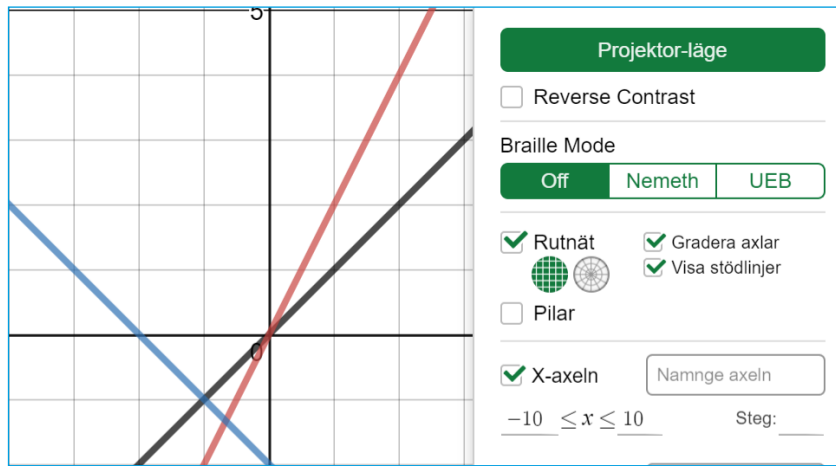 5
0
Projektor-läge
Reverse Contrast
Braille Mode
Off Nemeth UEB
Rutnät Gradera axlar
Visa stödlinjer
Pilar
X-axeln Namnge axeln
−10 ≤ x ≤ 10 Steg: